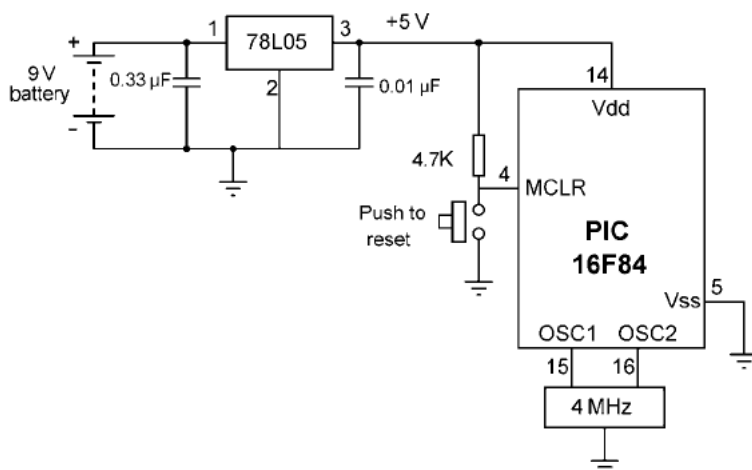 1
78L05
3
+5 V
+
9 V
battery
0.33 µF
2
0.01 µF
−
14
Vdd
4.7K
4
MCLR
Push to
reset
PIC
16F84
5
Vss
OSC1 OSC2
15 16
4 MHz